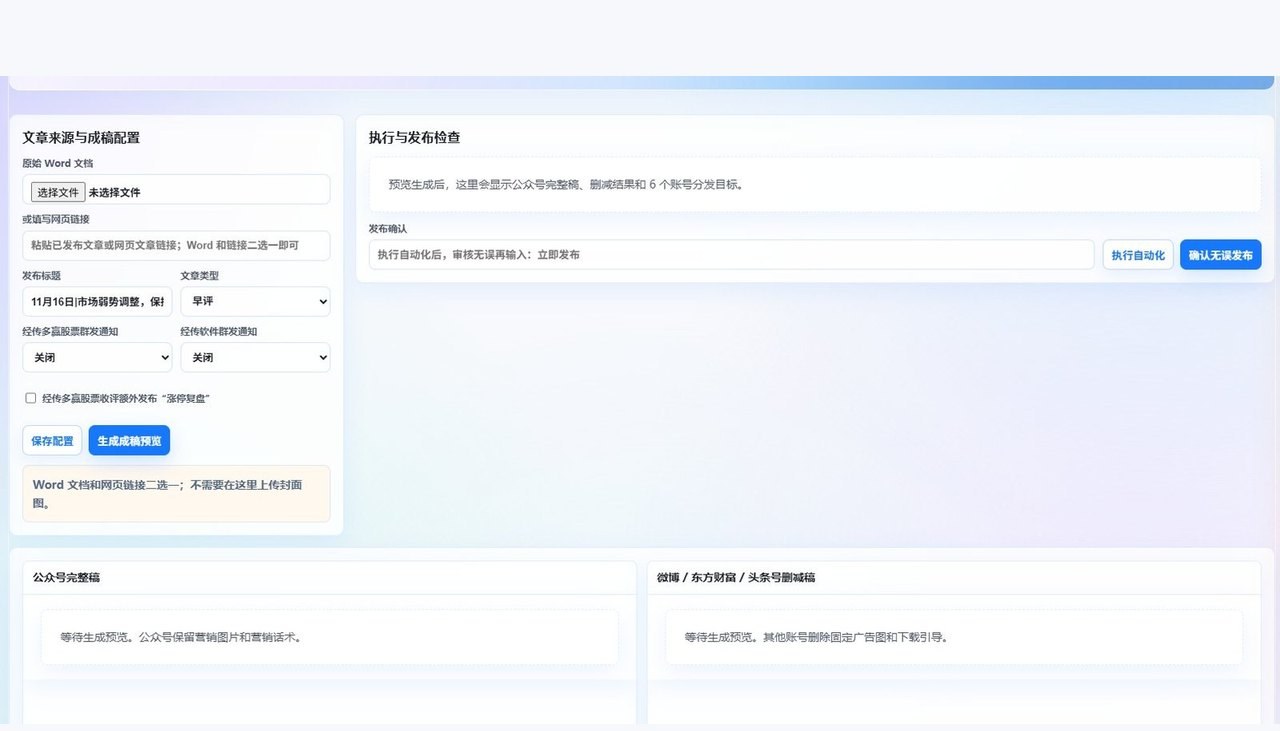 文章来源与成稿配置
原始 Word 文档
选择文件 未选择文件
或填写网页链接
粘贴已发布文章或网页文章链接；Word 和链接二选一即可
发布标题
文章类型
11月16日|市场弱势调整，保
早评
经传多赢股票群发通知
经传软件群发通知
关闭
关闭
经传多赢股票收评额外发布“涨停复盘”
保存配置
生成成稿预览
Word 文档和网页链接二选一；不需要在这里上传封面
图。
执行与发布检查
预览生成后，这里会显示公众号完整稿、删减结果和 6 个账号分发目标。
发布确认
执行自动化后，审核无误再输入：立即发布
执行自动化
确认无误发布
公众号完整稿
等待生成预览。公众号保留营销图片和营销话术。
微博 / 东方财富 / 头条号删减稿
等待生成预览。其他账号删除固定广告图和下载引导。